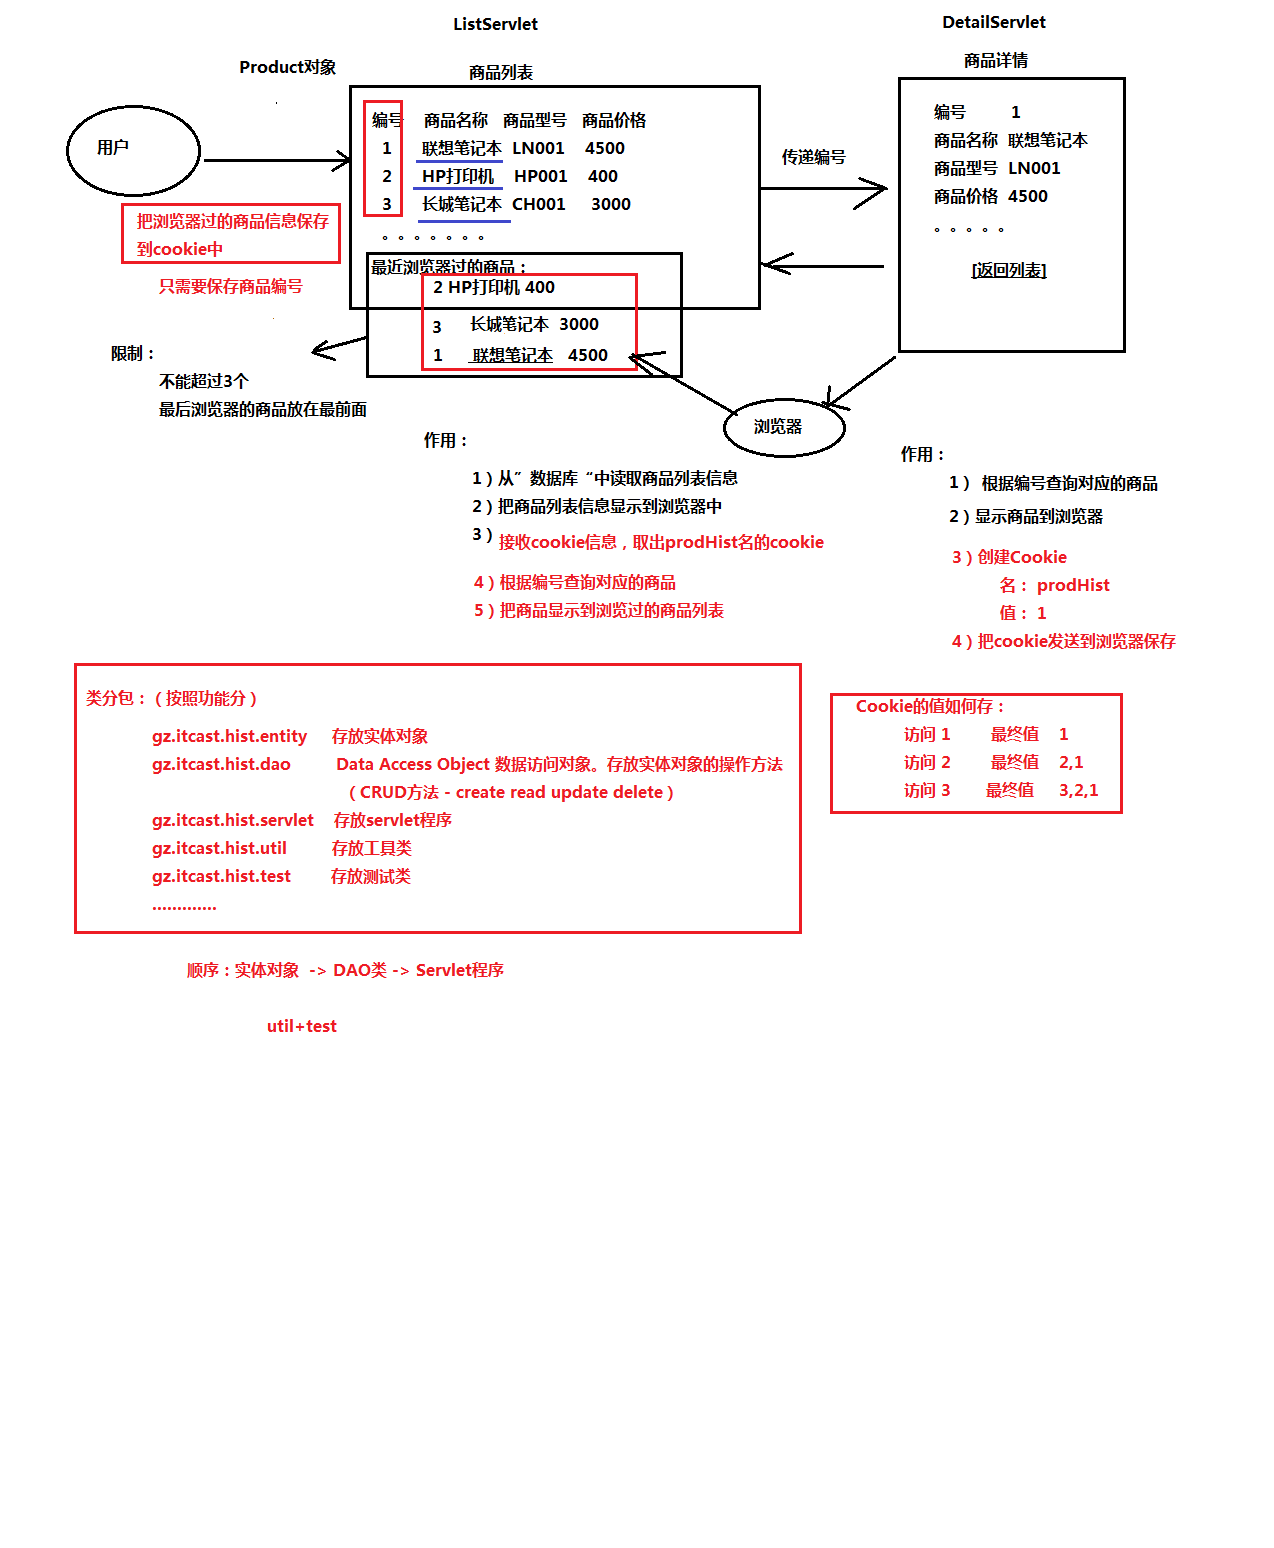 ListServlet
DetailServlet
Product对象
商品列表
商品详情
用户
编号 商品名称 商品型号 商品价格
1 联想笔记本 LN001 4500
2 HP打印机 HP001 400
3 长城笔记本 CH001 3000
。。。。。。。
传递编号
编号 1
商品名称 联想笔记本
商品型号 LN001
商品价格 4500
。。。。。
[返回列表]
把浏览器过的商品信息保存
到cookie中
只需要保存商品编号
最近浏览器过的商品：
2 HP打印机 400
3 长城笔记本 3000
1 联想笔记本 4500
限制：
不能超过3个
最后浏览器的商品放在最前面
浏览器
作用：
1）从”数据库“中读取商品列表信息
2）把商品列表信息显示到浏览器中
3）接收cookie信息，取出prodHist名的cookie
4）根据编号查询对应的商品
5）把商品显示到浏览过的商品列表
作用：
1） 根据编号查询对应的商品
2）显示商品到浏览器
3）创建Cookie
名： prodHist
值： 1
4）把cookie发送到浏览器保存
类分包：（按照功能分）
gz.itcast.hist.entity 存放实体对象
gz.itcast.hist.dao Data Access Object 数据访问对象。存放实体对象的操作方法
（CRUD方法 - create read update delete）
gz.itcast.hist.servlet 存放servlet程序
gz.itcast.hist.util 存放工具类
gz.itcast.hist.test 存放测试类
.............
Cookie的值如何存：
访问 1 最终值 1
访问 2 最终值 2,1
访问 3 最终值 3,2,1
顺序：实体对象 -> DAO类 -> Servlet程序
util+test